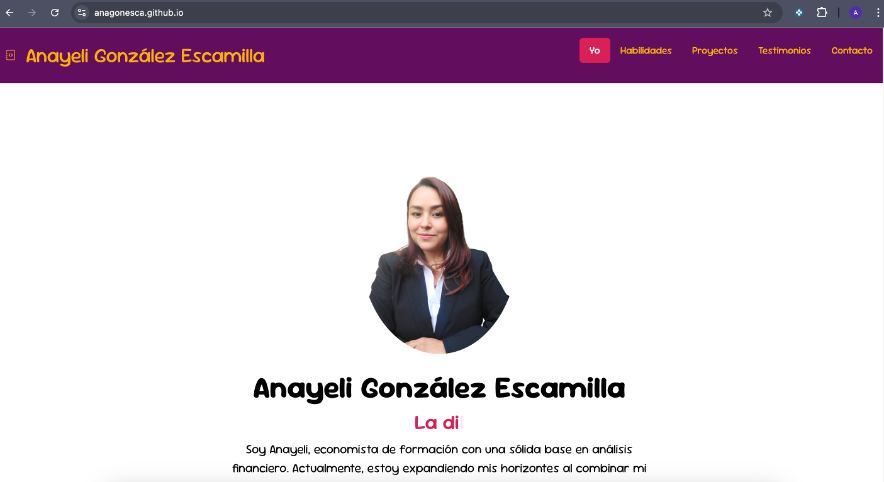 anagonesca.github.io
A
Anayeli González Escamilla
Yo Habilidades Proyectos Testimonios Contacto
Anayeli González Escamilla
La di
Soy Anayeli, economista de formación con una sólida base en análisis
financiero. Actualmente, estoy expandiendo mis horizontes al combinar mi